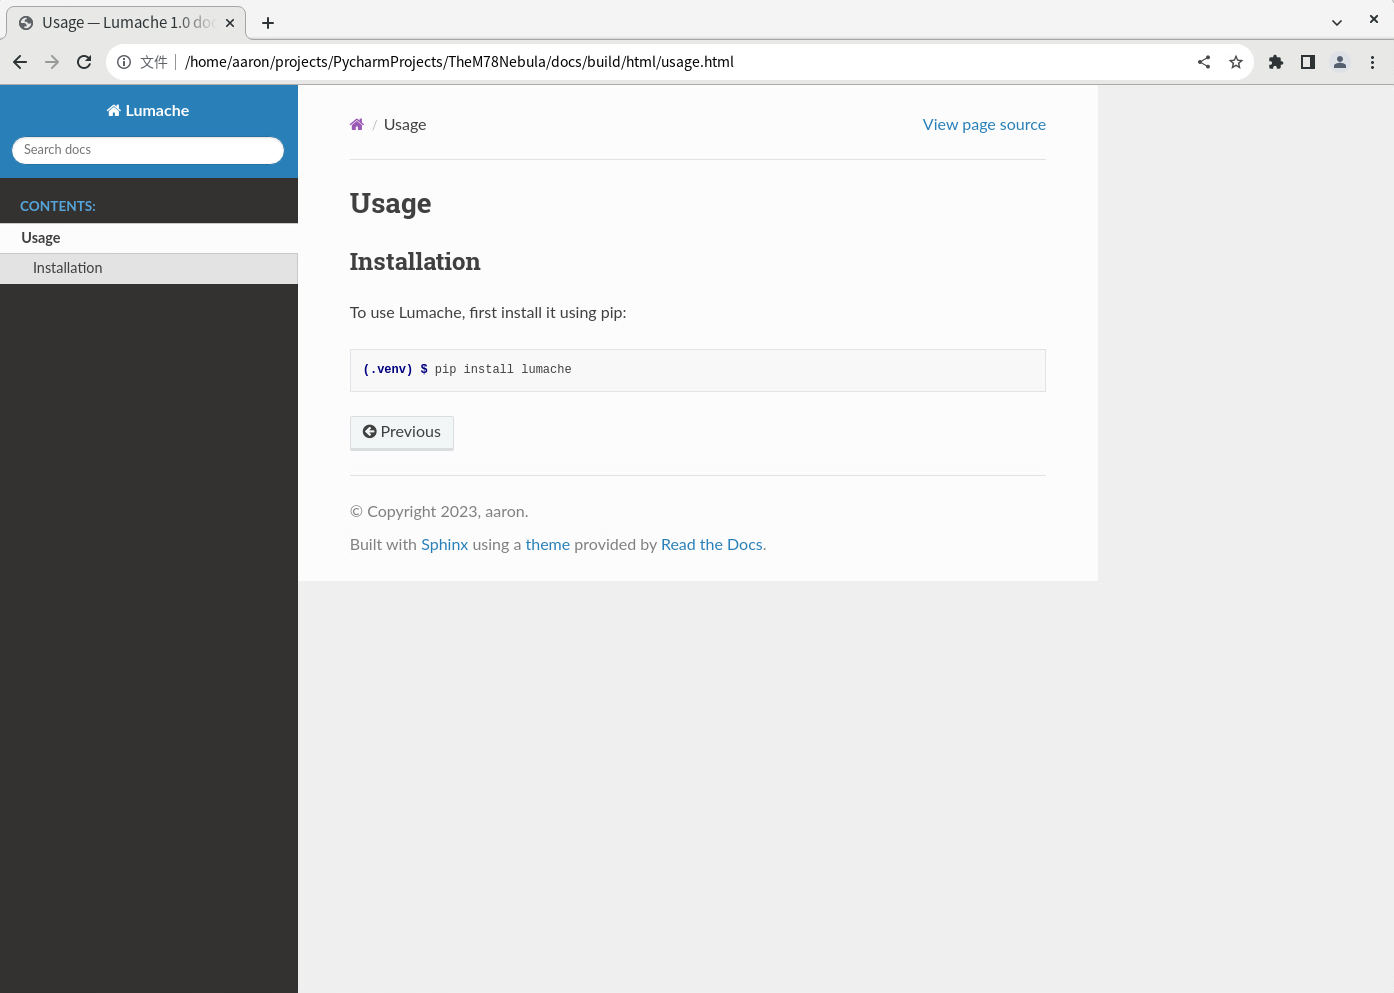 Usage — Lumache 1.0 doc
文件 /home/aaron/projects/PycharmProjects/TheM78Nebula/docs/build/html/usage.html
Lumache
Search docs
CONTENTS:
Usage
Installation
/ Usage
View page source
Usage
Installation
To use Lumache, first install it using pip:
(.venv) $ pip install lumache
Previous
© Copyright 2023, aaron.
Built with Sphinx using a theme provided by Read the Docs.